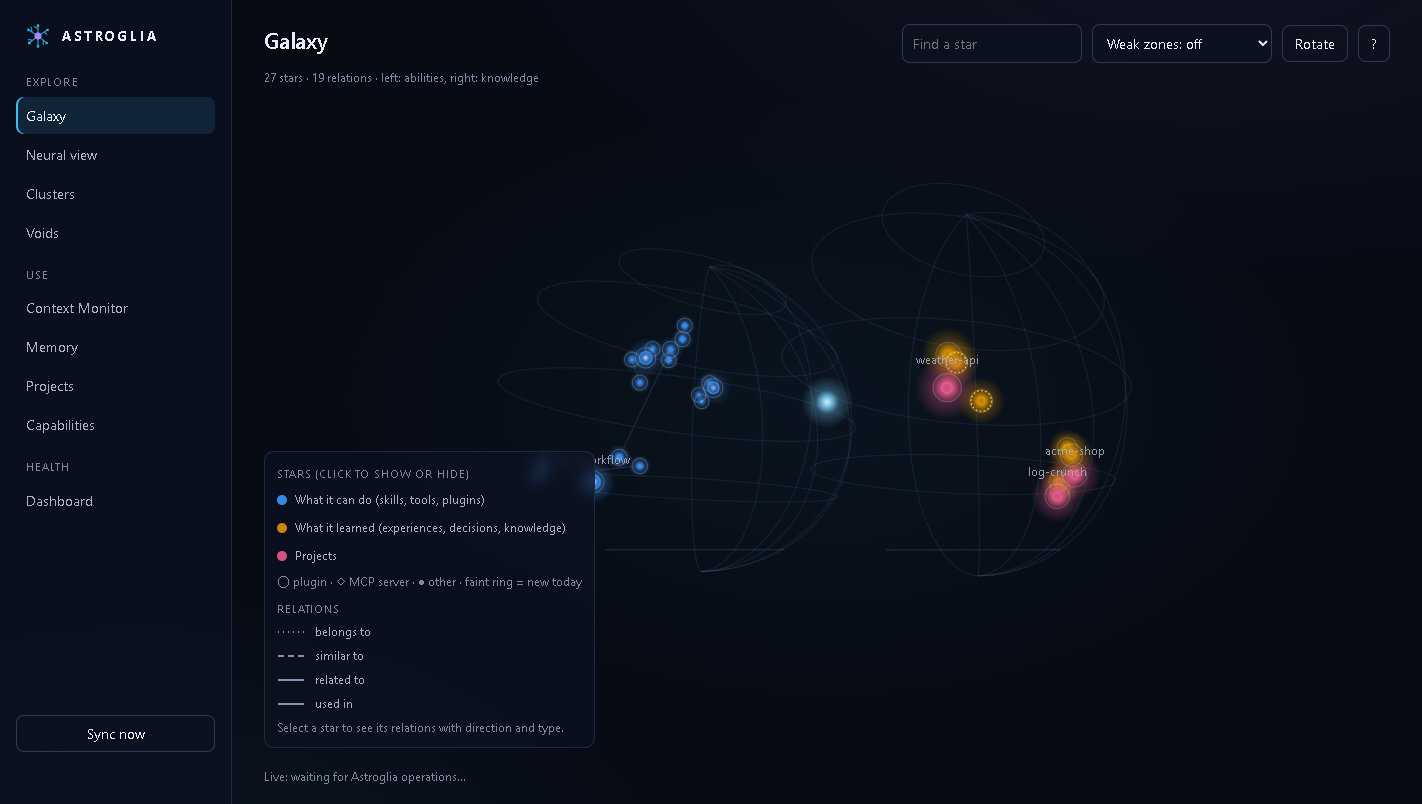 ASTROGLIA
EXPLORE
Galaxy
Neural view
Clusters
Voids
USE
Context Monitor
Memory
Projects
Capabilities
HEALTH
Dashboard
Sync now
Galaxy
27 stars · 19 relations · left: abilities, right: knowledge
Find a star
Weak zones: off
Rotate
?
weather-api
acme-shop
log-crunch
rkflow
STARS (CLICK TO SHOW OR HIDE)
What it can do (skills, tools, plugins)
What it learned (experiences, decisions, knowledge)
Projects
◯ plugin · ◇ MCP server · ● other · faint ring = new today
RELATIONS
belongs to
similar to
related to
used in
Select a star to see its relations with direction and type.
Live: waiting for Astroglia operations...